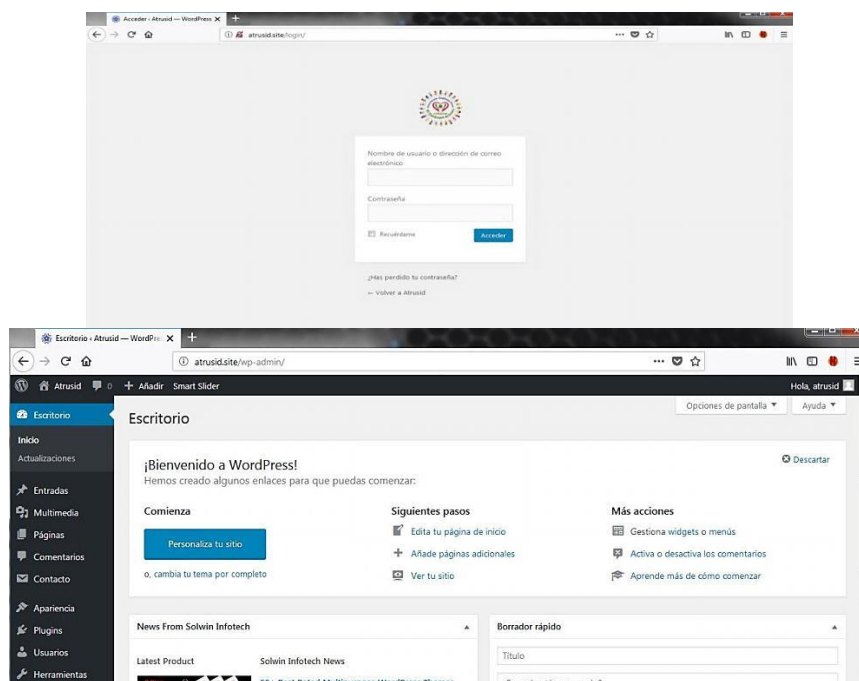 Acceder ‹ Atrusid — WordPress
atrusid.site/login/
Nombre de usuario o dirección de correo
electrónico
Contraseña
Recuérdame
Acceder
¿Has perdido tu contraseña?
← Volver a Atrusid
Escritorio ‹ Atrusid — WordPre
atrusid.site/wp-admin/
Atrusid 0 + Añadir Smart Slider Hola, atrusid
Escritorio
Inicio
Actualizaciones
Entradas
Multimedia
Páginas
Comentarios
Contacto
Apariencia
Plugins
Usuarios
Herramientas
Opciones de pantalla Ayuda
Escritorio
¡Bienvenido a WordPress!
Descartar
Hemos creado algunos enlaces para que puedas comenzar:
Comienza
Personaliza tu sitio
o, cambia tu tema por completo
Siguientes pasos
Edita tu página de inicio
Añade páginas adicionales
Ver tu sitio
Más acciones
Gestiona widgets o menús
Activa o desactiva los comentarios
Aprende más de cómo comenzar
News From Solwin Infotech
Latest Product
Solwin Infotech News
Borrador rápido
Título